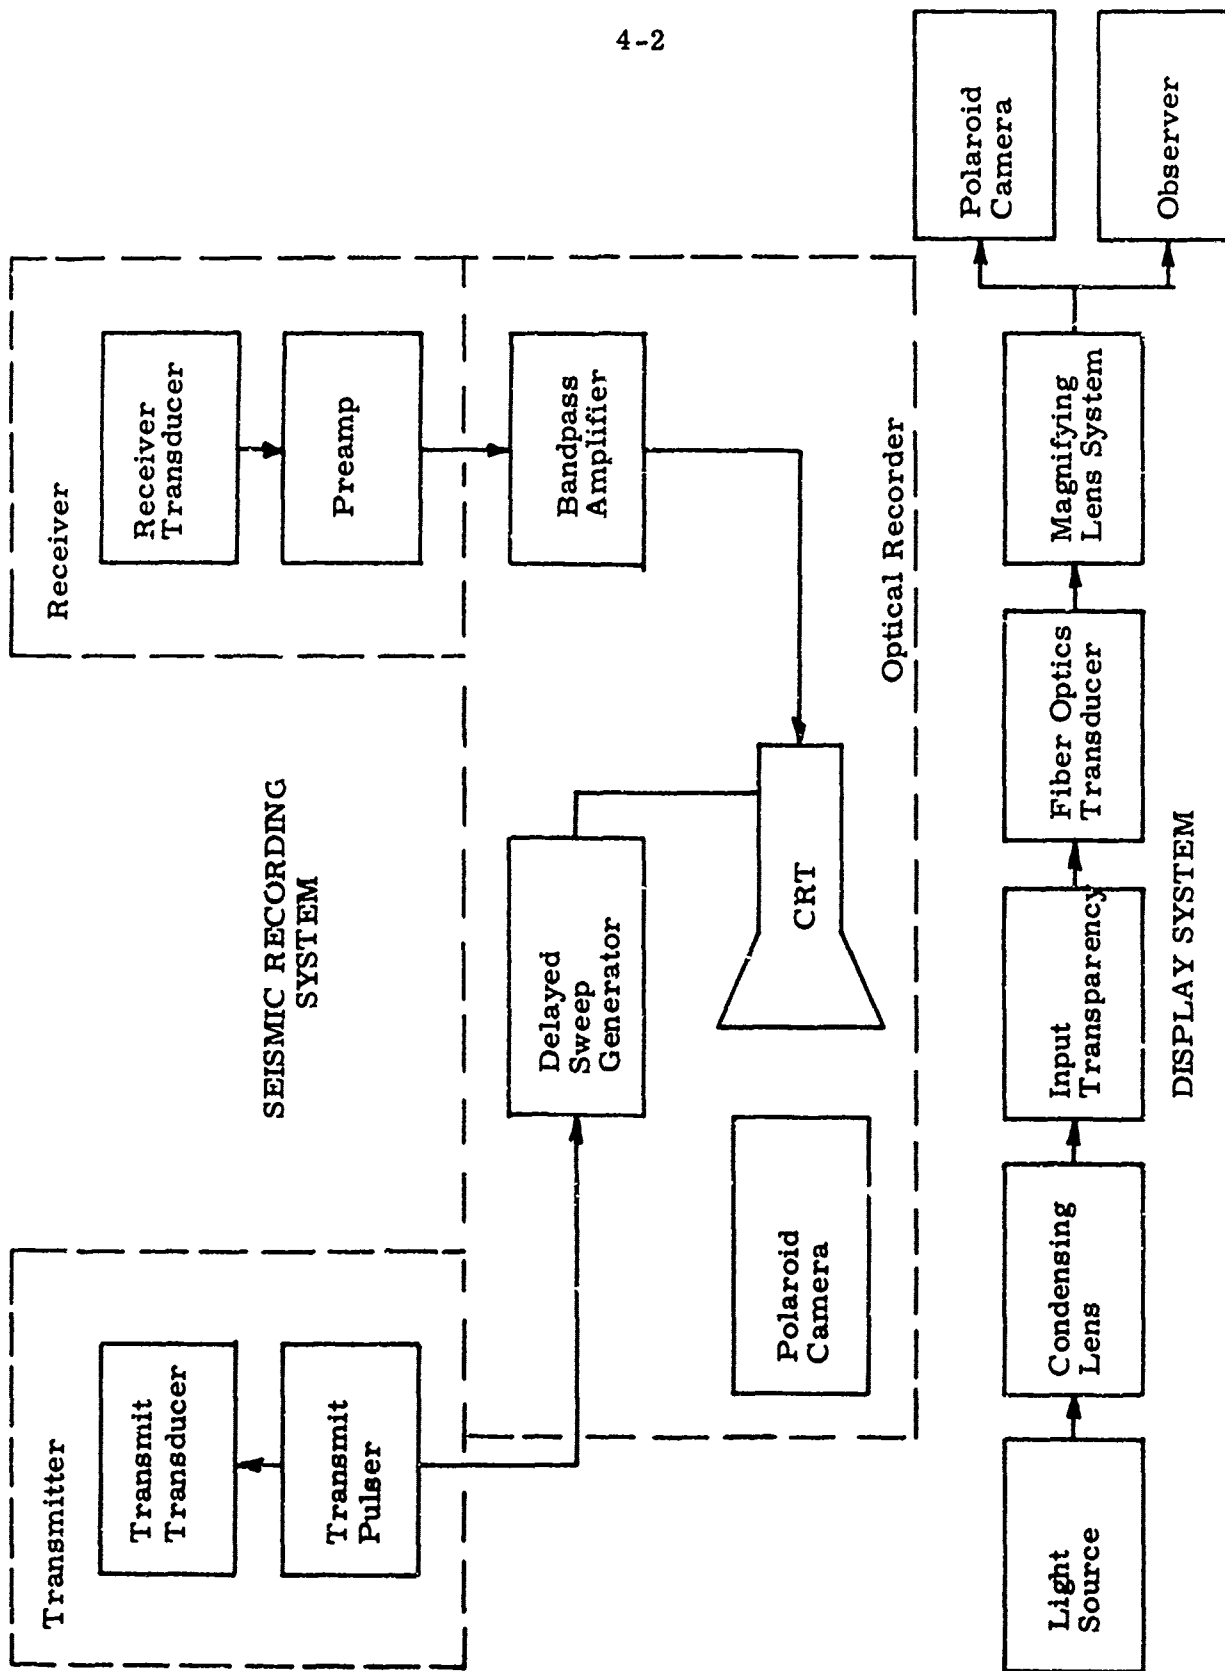 4-2
Transmitter
Transmit
Transducer
Transmit
Pulser
Receiver
Receiver
Transducer
Preamp
SEISMIC RECORDING
SYSTEM
Delayed
Sweep
Generator
Bandpass
Amplifier
CRT
Polaroid
Camera
Optical Recorder
Light
Source
Condensing
Lens
Input
Transparency
Fiber Optics
Transducer
Magnifying
Lens System
Polaroid
Camera
Observer
DISPLAY SYSTEM